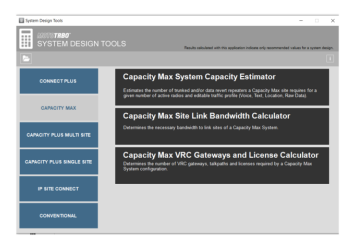 System Design Tools
MOTOTRBO
SYSTEM DESIGN TOOLS
Results calculated with this application indicate only recommended values for a system design.
CONNECT PLUS
CAPACITY MAX
CAPACITY PLUS MULTI SITE
CAPACITY PLUS SINGLE SITE
IP SITE CONNECT
CONVENTIONAL
Capacity Max System Capacity Estimator
Estimates the number of trunked and/or data revert repeaters a Capacity Max site requires for a
given number of active radios and editable traffic profile (Voice, Text, Location, Raw Data).
Capacity Max Site Link Bandwidth Calculator
Determines the necessary bandwidth to link sites of a Capacity Max System.
Capacity Max VRC Gateways and License Calculator
Determines the number of VRC gateways, talkpaths and licenses required by a Capacity Max
System configuration.